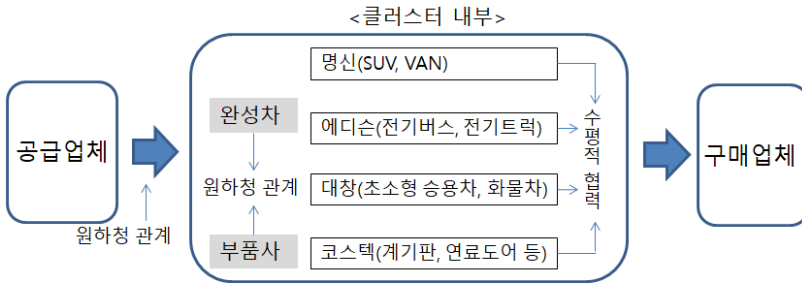 <클러스터 내부>
명신(SUV, VAN)
완성차
에디슨(전기버스, 전기트럭)
공급업체
원하청 관계
대창(초소형 승용차, 화물차)
수평적 협력
구매업체
원하청 관계
부품사
코스텍(계기판, 연료도어 등)